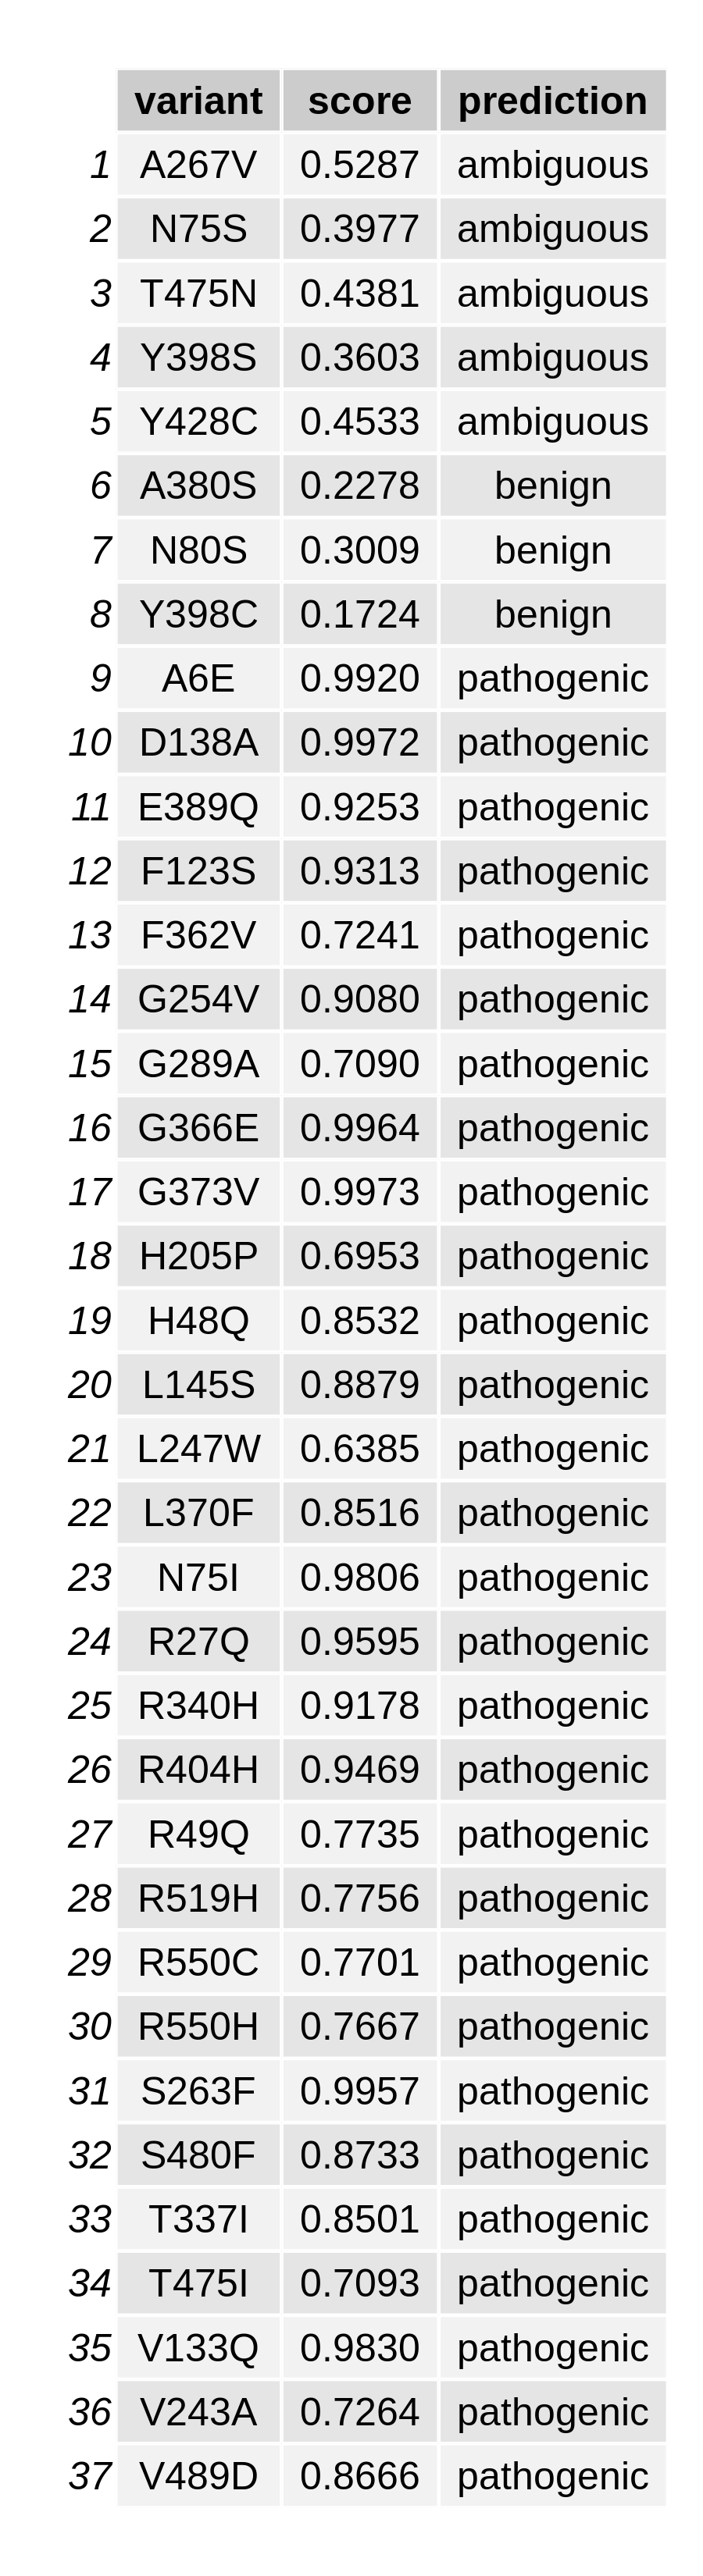 variant score prediction
1 A267V 0.5287 ambiguous
2 N75S 0.3977 ambiguous
3 T475N 0.4381 ambiguous
4 Y398S 0.3603 ambiguous
5 Y428C 0.4533 ambiguous
6 A380S 0.2278 benign
7 N80S 0.3009 benign
8 Y398C 0.1724 benign
9 A6E 0.9920 pathogenic
10 D138A 0.9972 pathogenic
11 E389Q 0.9253 pathogenic
12 F123S 0.9313 pathogenic
13 F362V 0.7241 pathogenic
14 G254V 0.9080 pathogenic
15 G289A 0.7090 pathogenic
16 G366E 0.9964 pathogenic
17 G373V 0.9973 pathogenic
18 H205P 0.6953 pathogenic
19 H48Q 0.8532 pathogenic
20 L145S 0.8879 pathogenic
21 L247W 0.6385 pathogenic
22 L370F 0.8516 pathogenic
23 N75I 0.9806 pathogenic
24 R27Q 0.9595 pathogenic
25 R340H 0.9178 pathogenic
26 R404H 0.9469 pathogenic
27 R49Q 0.7735 pathogenic
28 R519H 0.7756 pathogenic
29 R550C 0.7701 pathogenic
30 R550H 0.7667 pathogenic
31 S263F 0.9957 pathogenic
32 S480F 0.8733 pathogenic
33 T337I 0.8501 pathogenic
34 T475I 0.7093 pathogenic
35 V133Q 0.9830 pathogenic
36 V243A 0.7264 pathogenic
37 V489D 0.8666 pathogenic